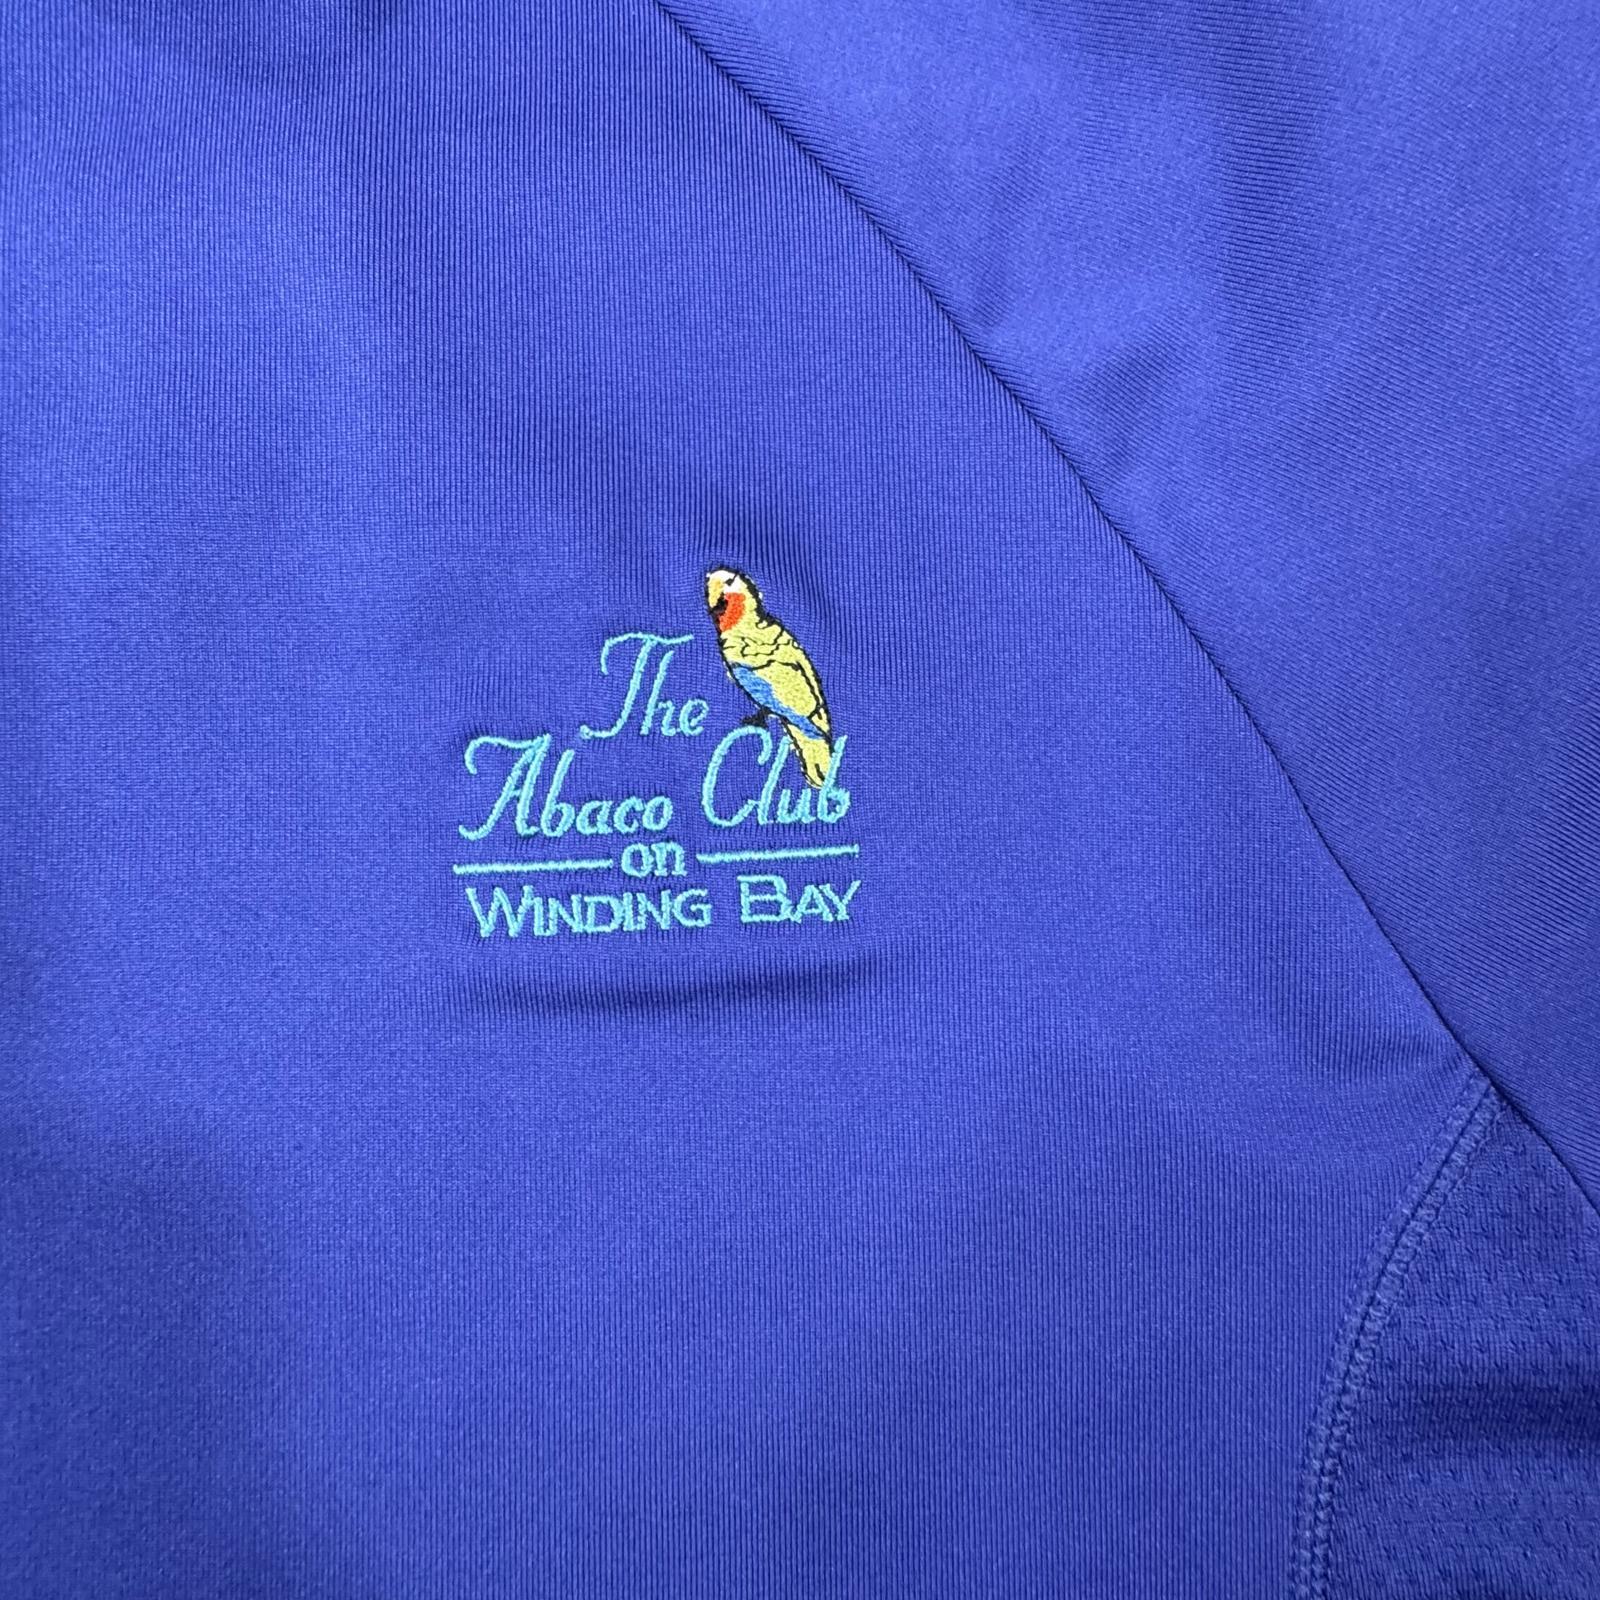 The
Abaco Club
on
WINDING BAY